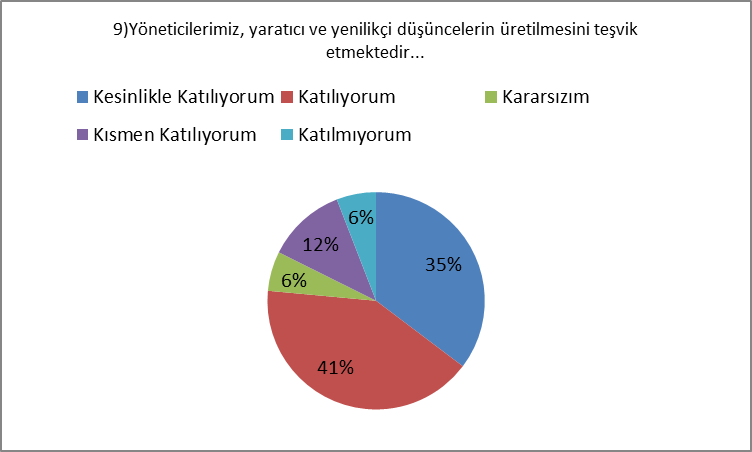 9)Yöneticilerimiz, yaratıcı ve yenilikçi düşüncelerin üretilmesini teşvik
etmektedir...
Kesinlikle Katılıyorum Katılıyorum Kararsızım
Kısmen Katılıyorum Katılmıyorum
6%
12%
35%
6%
41%